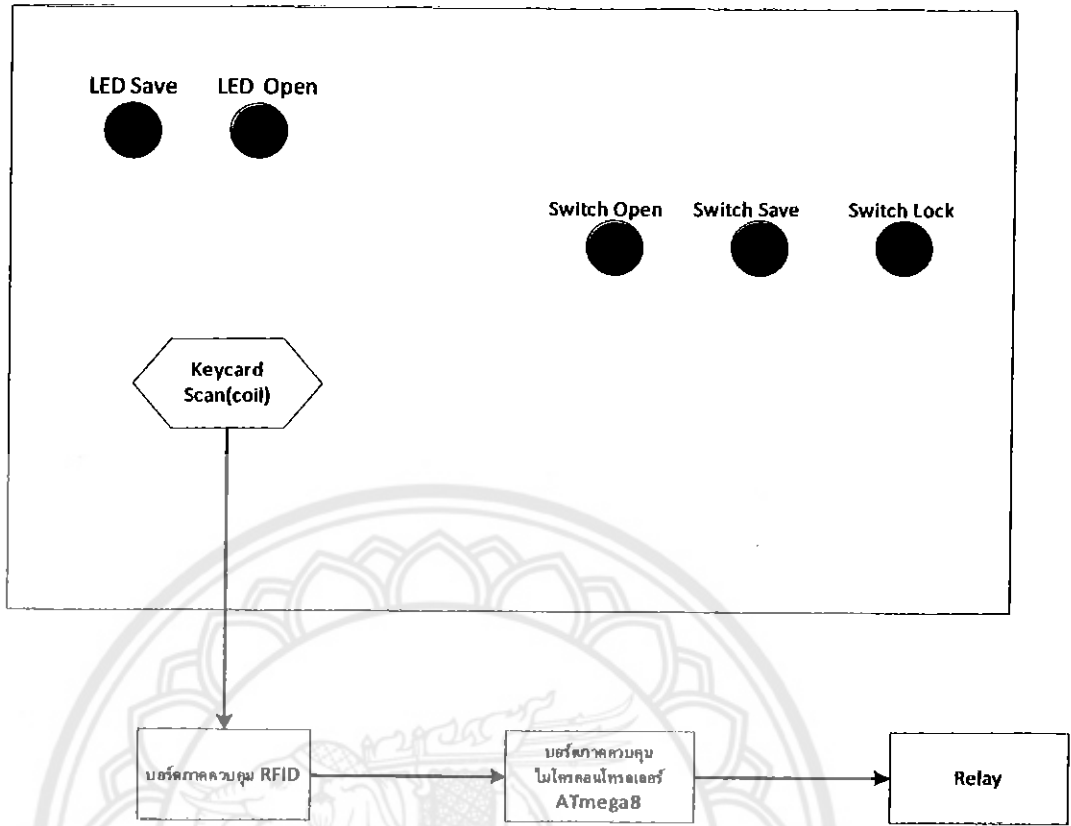 LED Save LED Open
Switch Open Switch Save Switch Lock
Keycard
Scan(coil)
บอร์ดภาคควบคุม RFID
บอร์ดภาคควบคุม
ไมโครคอนโทรลเลอร์
ATmega8
Relay